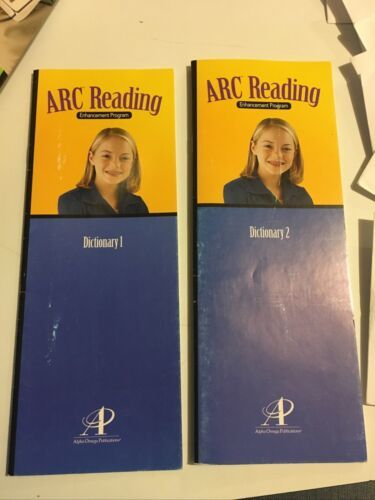 ARC Reading
Enhancement Program
Dictionary 1
Alpha Omega Publications®
ARC Reading
Enhancement Program
Dictionary 2
Alpha Omega Publications®